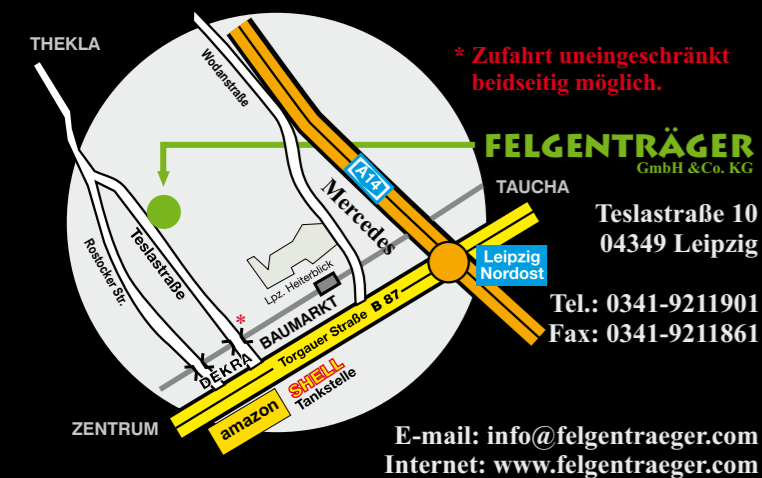 THEKLA
Wodanstraße
* Zufahrt uneingeschränkt
beidseitig möglich.
FELGENTRÄGER
GmbH &Co. KG
A14
TAUCHA
Mercedes
Teslastraße 10
04349 Leipzig
Teslastraße
Rostocker Str.
Leipzig
Nordost
Lpz. Heiterblick
Tel.: 0341-9211901
Fax: 0341-9211861
*
BAUMARKT
Torgauer Straße B 87
DEKRA
SHELL
Tankstelle
amazon
ZENTRUM
E-mail: info@felgentraeger.com
Internet: www.felgentraeger.com